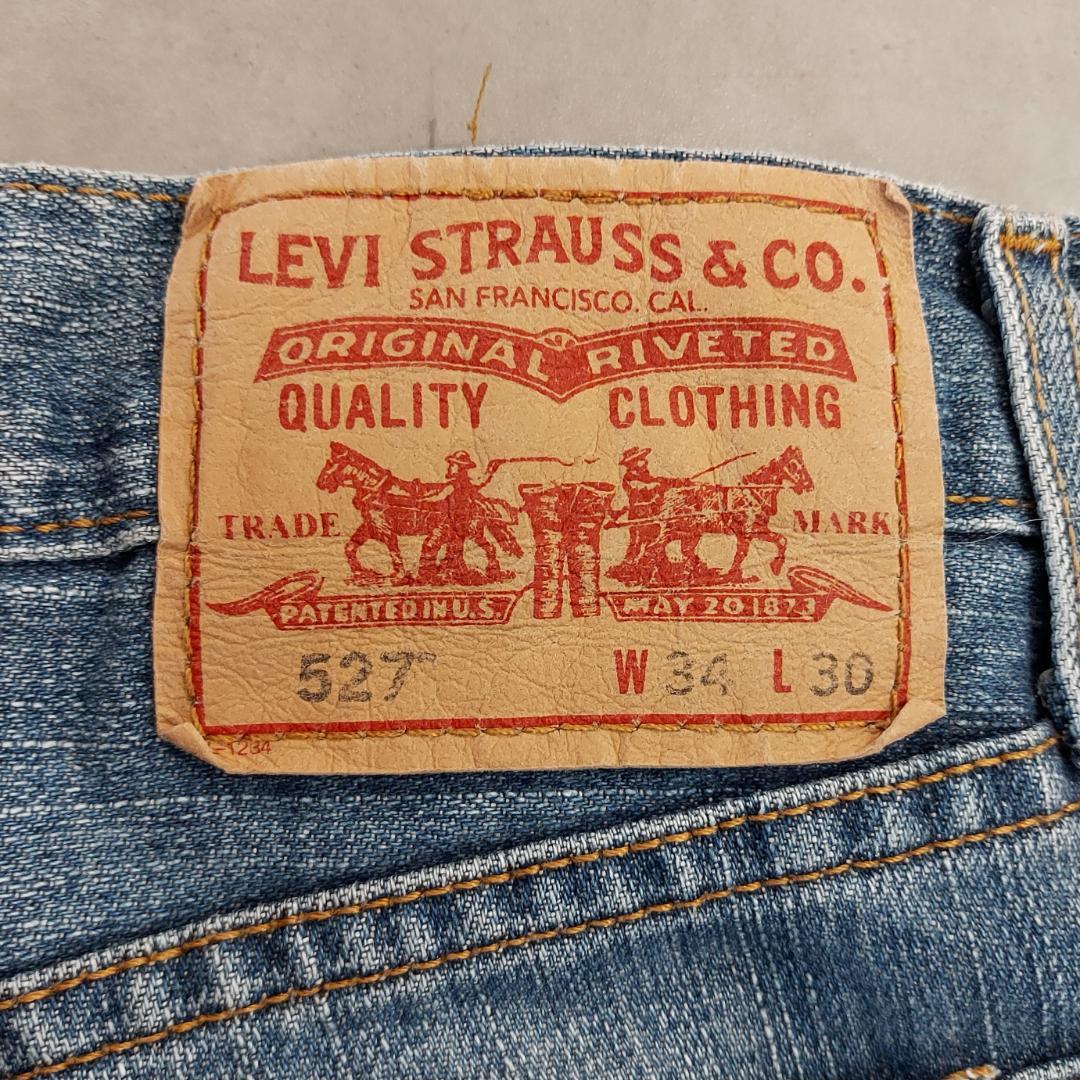 LEVI STRAUSS & CO.
SAN FRANCISCO. CAL.
ORIGINAL RIVETED
QUALITY CLOTHING
TRADE MARK
PATENTED IN U.S. MAY 20 1873
527 W 34 L 30
-1234